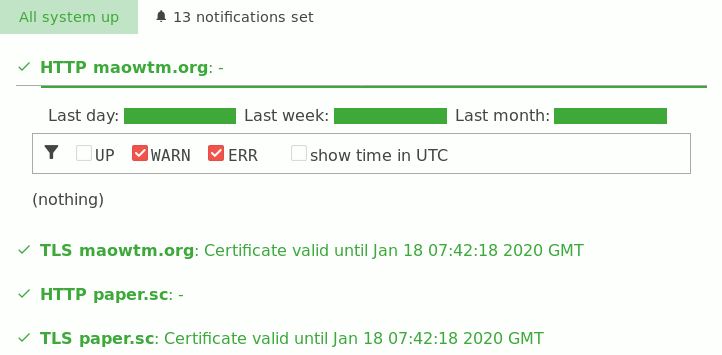 All system up 13 notifications set
HTTP maowtm.org: -
Last day: Last week: Last month:
UP WARN ERR show time in UTC
(nothing)
TLS maowtm.org: Certificate valid until Jan 18 07:42:18 2020 GMT
HTTP paper.sc: -
TLS paper.sc: Certificate valid until Jan 18 07:42:18 2020 GMT